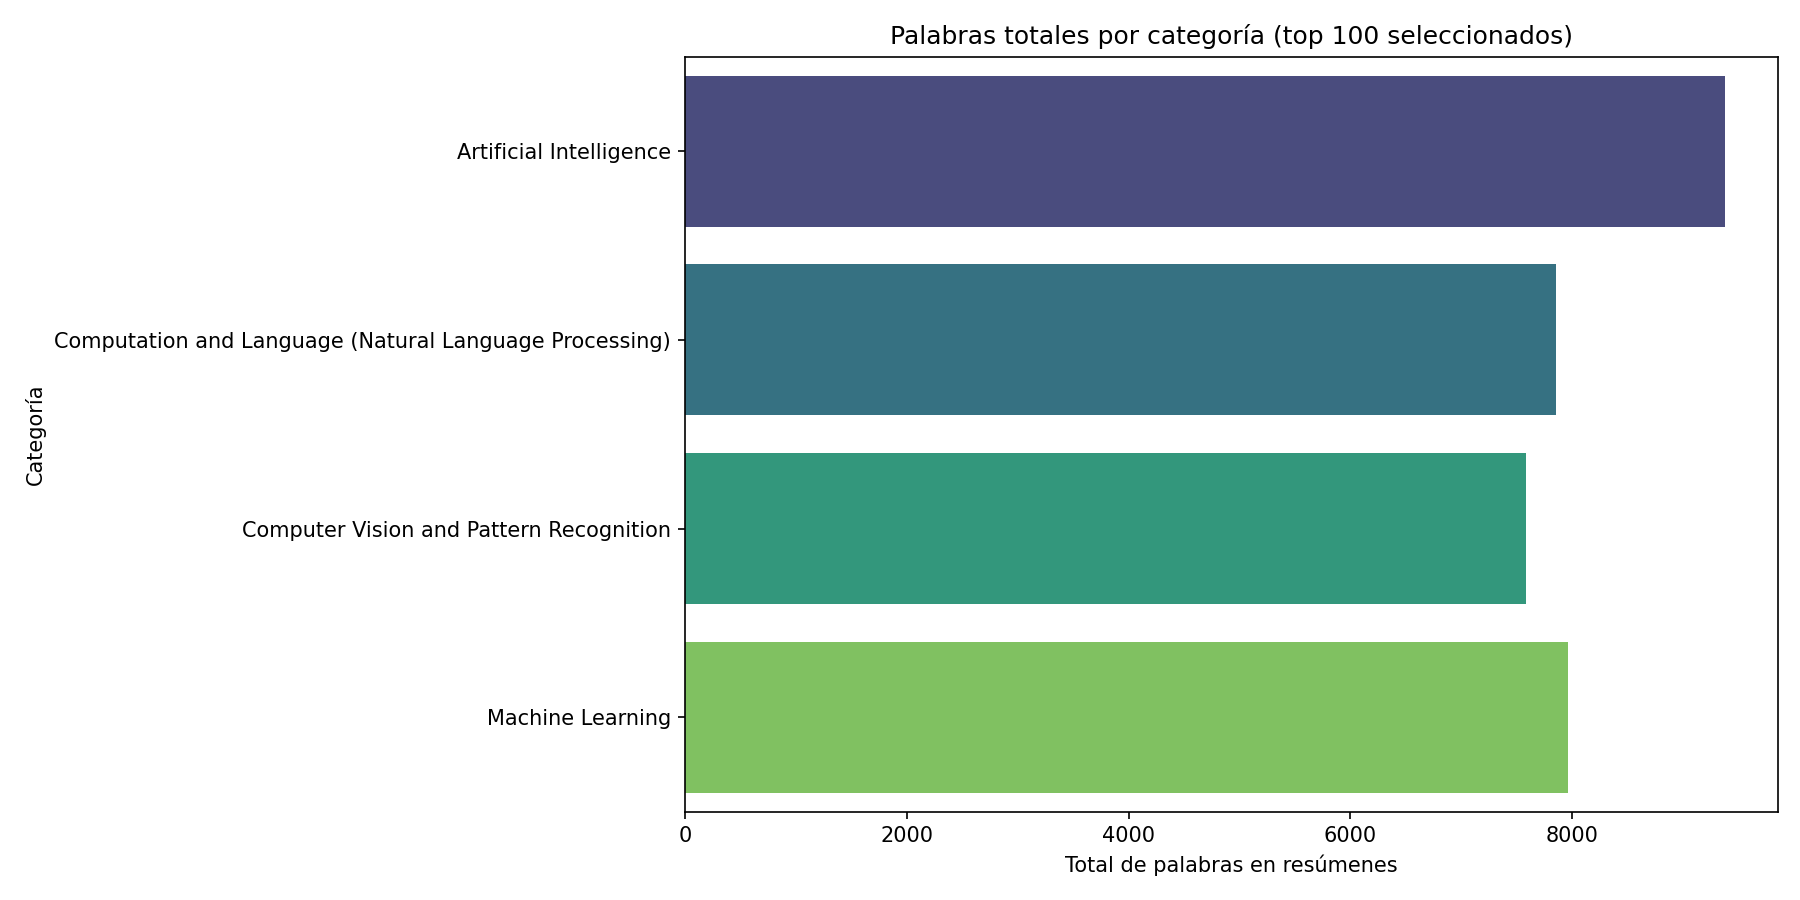 Palabras totales por categoría (top 100 seleccionados)
Artificial Intelligence
Computation and Language (Natural Language Processing)
Computer Vision and Pattern Recognition
Machine Learning
Categoría
0 2000 4000 6000 8000
Total de palabras en resúmenes